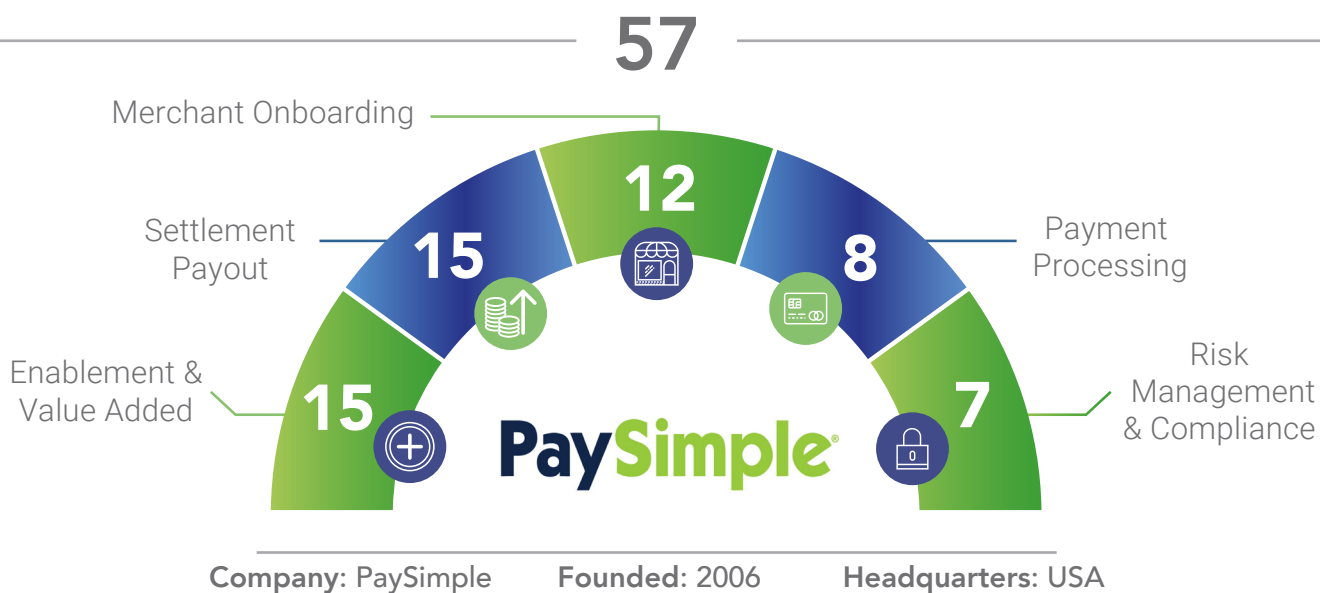 57
Merchant Onboarding
12
Settlement
Payout
15
8
Payment
Processing
Enablement &
Value Added
15
7
Risk
Management
& Compliance
PaySimple®
Company: PaySimple Founded: 2006 Headquarters: USA